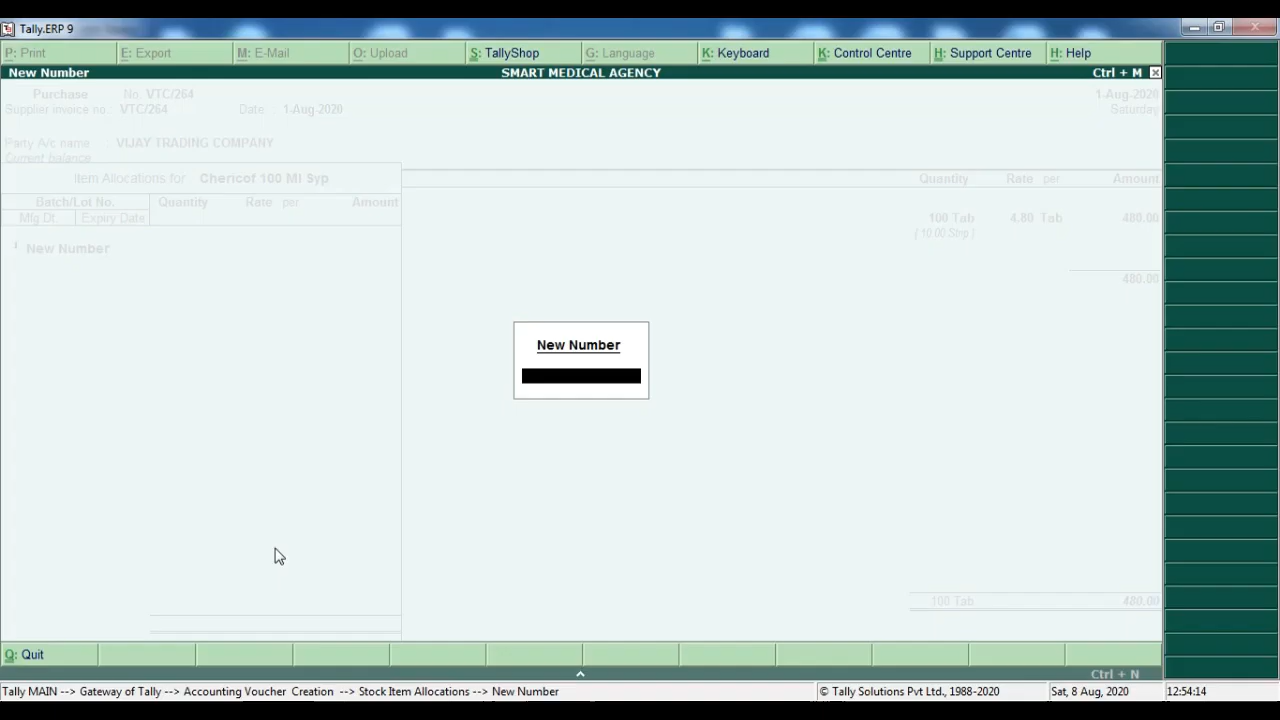 Tally.ERP 9
P: Print E: Export M: E-Mail O: Upload S: TallyShop G: Language K: Keyboard K: Control Centre H: Support Centre H: Help
New Number SMART MEDICAL AGENCY Ctrl + M
Purchase No. VTC/264 1-Aug-2020
Supplier invoice no.: VTC/264 Date: 1-Aug-2020 Saturday
Party A/c name : VIJAY TRADING COMPANY
Current balance :
Item Allocations for: Chericof 100 Ml Syp Quantity Rate per Amount
Batch/Lot No. Quantity Rate per Amount
Mfg Dt Expiry Date 100 Tab 4.80 Tab 480.00
( 10.00 Strip )
New Number
480.00
New Number
100 Tab 480.00
Q: Quit
Ctrl + N
Tally MAIN --> Gateway of Tally --> Accounting Voucher Creation --> Stock Item Allocations --> New Number © Tally Solutions Pvt Ltd., 1988-2020 Sat, 8 Aug, 2020 12:54:14